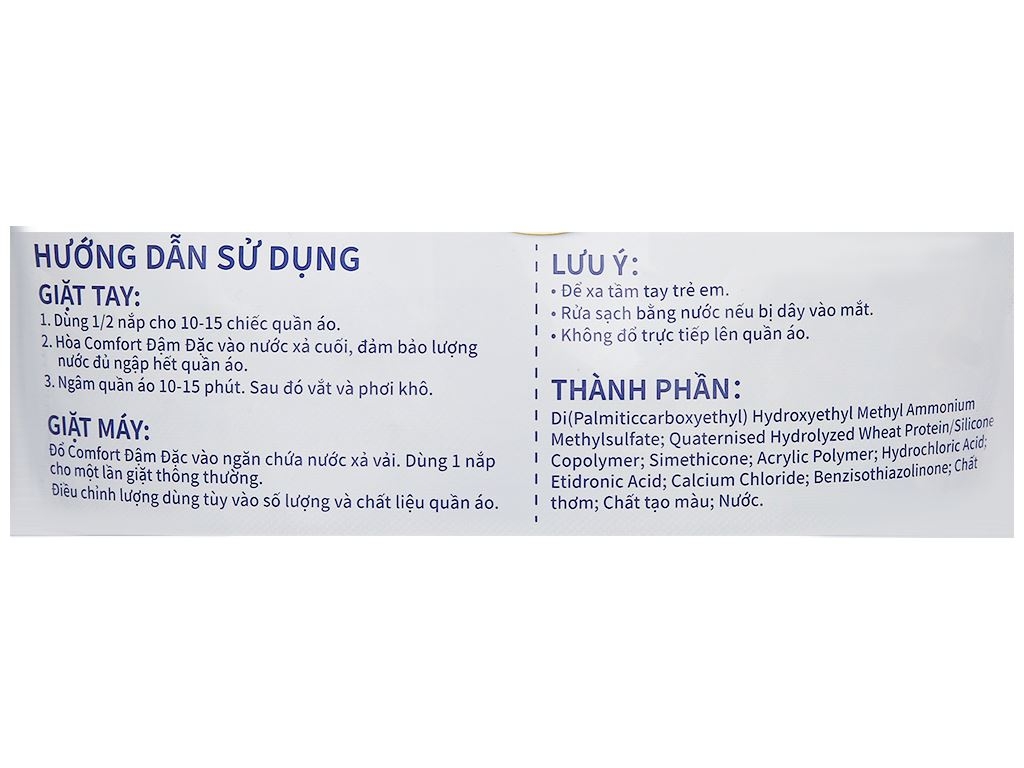 HƯỚNG DẪN SỬ DỤNG
GIẶT TAY:
1. Dùng 1/2 nắp cho 10-15 chiếc quần áo.
2. Hòa Comfort Đậm Đặc vào nước xả cuối, đảm bảo lượng
nước đủ ngập hết quần áo.
3. Ngâm quần áo 10-15 phút. Sau đó vắt và phơi khô.
GIẶT MÁY:
Đổ Comfort Đậm Đặc vào ngăn chứa nước xả vải. Dùng 1 nắp
cho một lần giặt thông thường.
Điều chỉnh lượng dùng tùy vào số lượng và chất liệu quần áo.
LƯU Ý:
• Để xa tầm tay trẻ em.
• Rửa sạch bằng nước nếu bị dây vào mắt.
• Không đổ trực tiếp lên quần áo.
THÀNH PHẦN:
Di(Palmiticcarboxyethyl) Hydroxyethyl Methyl Ammonium
Methylsulfate; Quaternised Hydrolyzed Wheat Protein/Silicone
Copolymer; Simethicone; Acrylic Polymer; Hydrochloric Acid;
Etidronic Acid; Calcium Chloride; Benzisothiazolinone; Chất
thơm; Chất tạo màu; Nước.